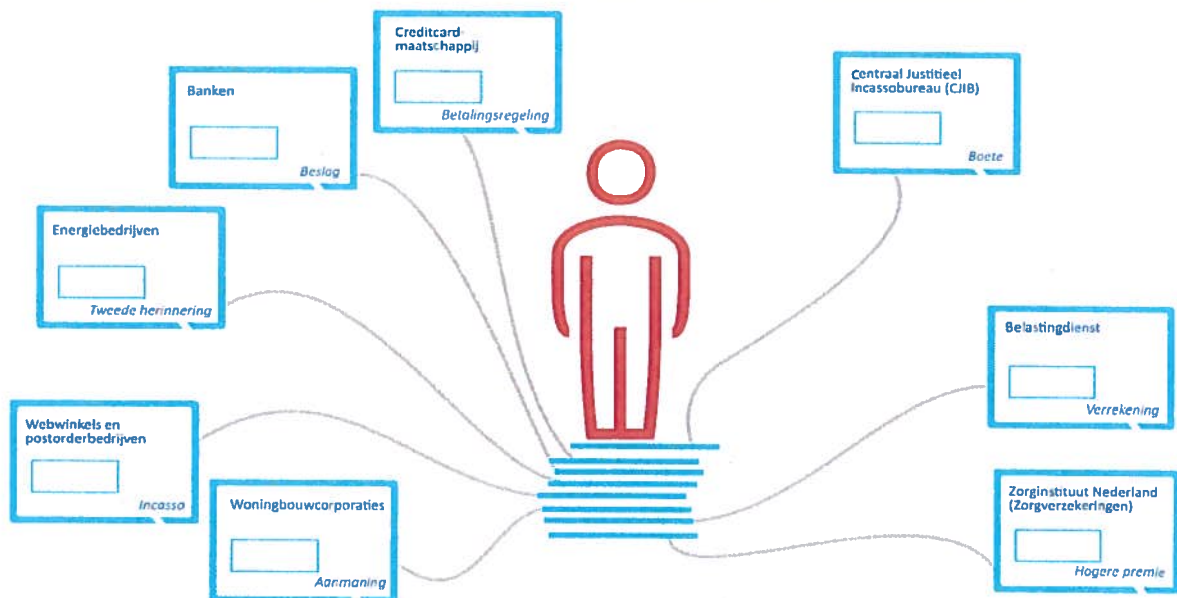 Creditcard-
maatschappij
Betalingsregeling
Banken
Beslag
Centraal Justitieel
Incassobureau (CJIB)
Boete
Energiebedrijven
Tweede herinnering
Belastingdienst
Verrekening
Webwinkels en
postorderbedrijven
Incasso
Woningbouwcorporaties
Aanmaning
Zorginstituut Nederland
(Zorgverzekeringen)
Hogere premie